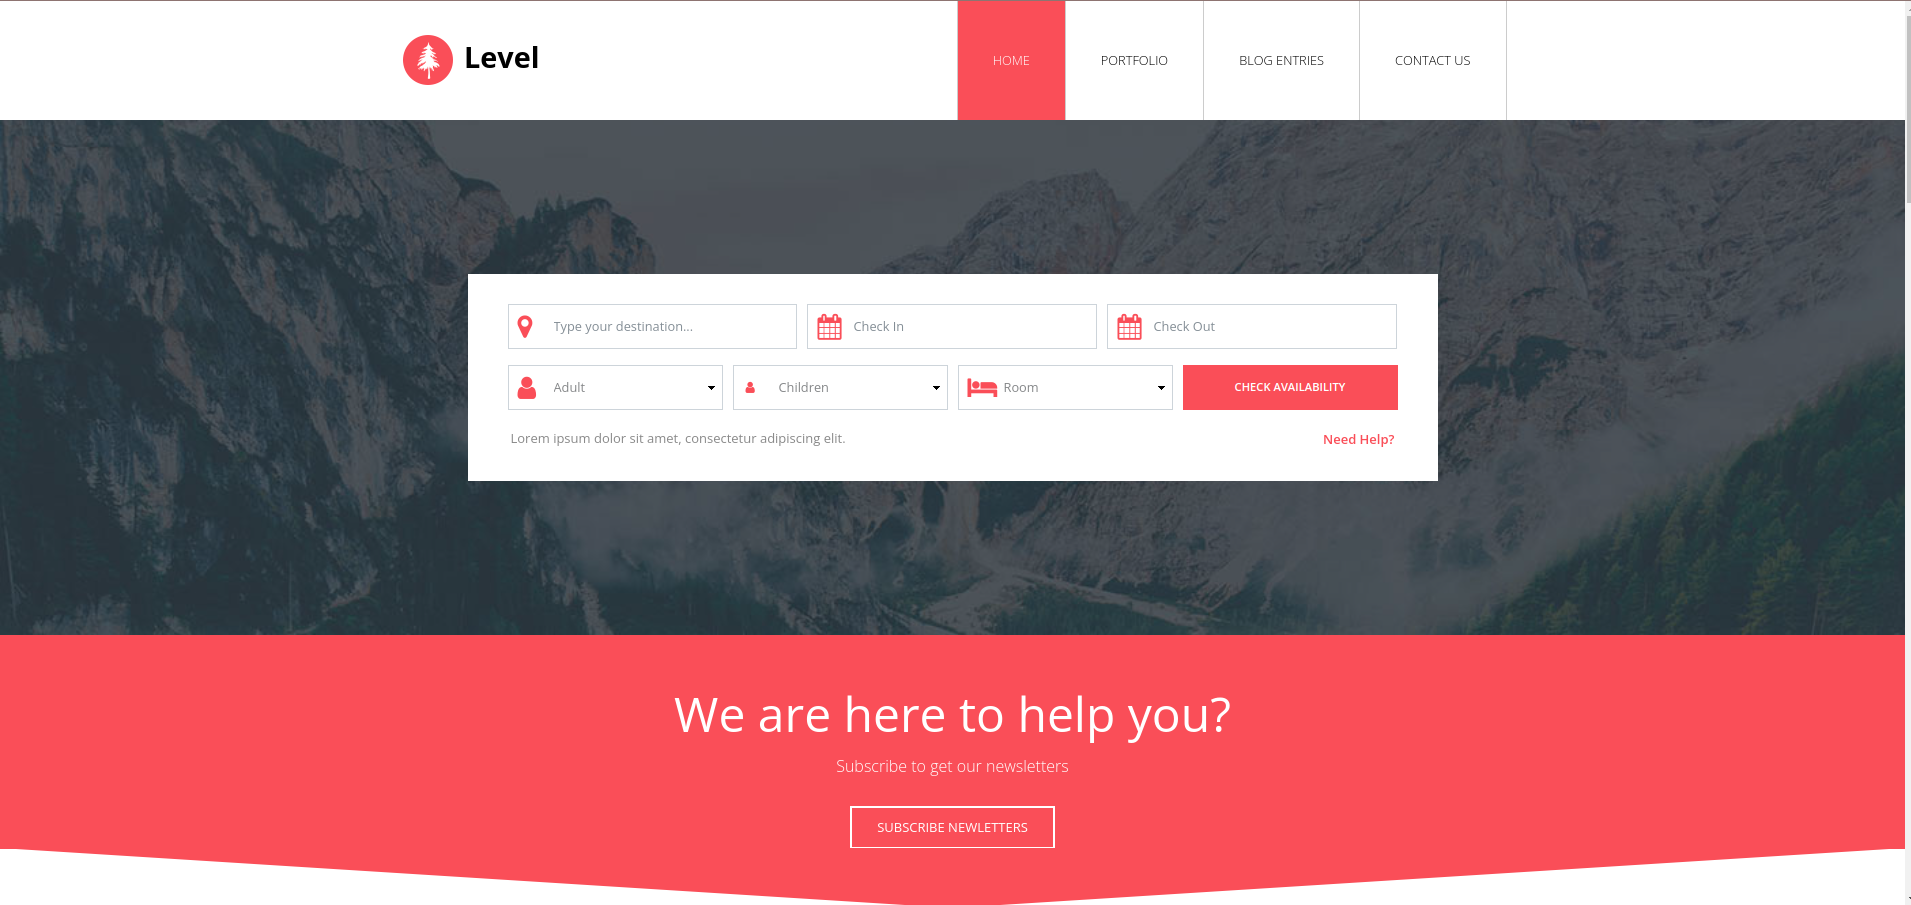 Level
HOME
PORTFOLIO
BLOG ENTRIES
CONTACT US
Type your destination...
Check In
Check Out
Adult
Children
Room
CHECK AVAILABILITY
Lorem ipsum dolor sit amet, consectetur adipiscing elit.
Need Help?
We are here to help you?
Subscribe to get our newsletters
SUBSCRIBE NEWLETTERS